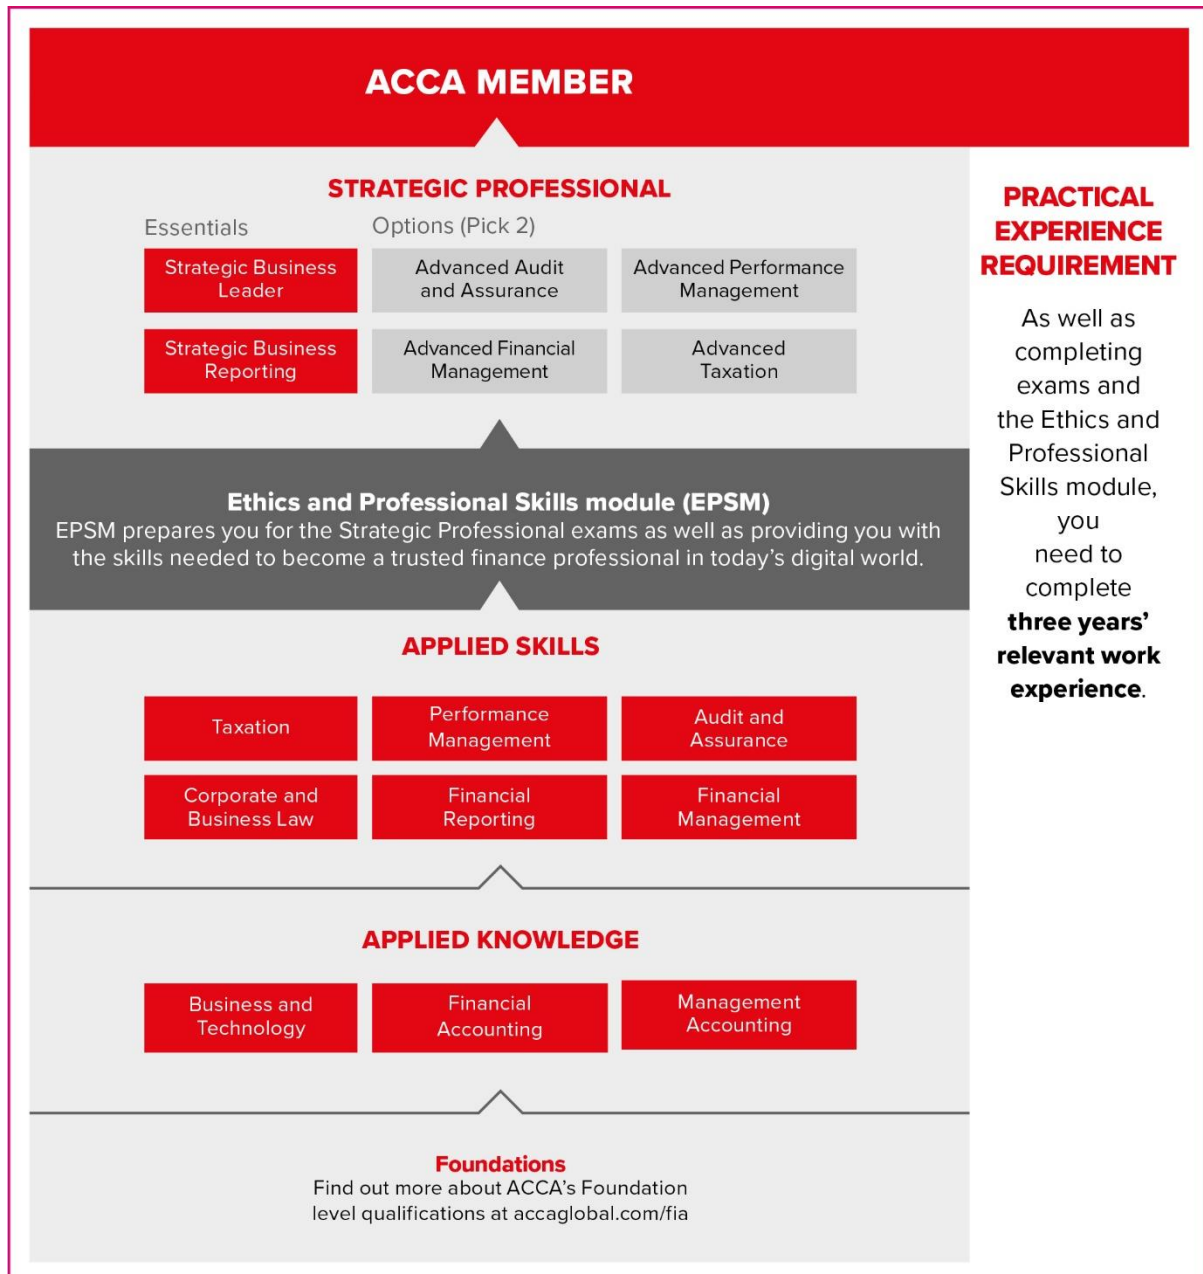 ACCA MEMBER
STRATEGIC PROFESSIONAL
Essentials
Options (Pick 2)
Strategic Business
Leader
Advanced Audit
and Assurance
Advanced Performance
Management
Strategic Business
Reporting
Advanced Financial
Management
Advanced
Taxation
Ethics and Professional Skills module (EPSM)
EPSM prepares you for the Strategic Professional exams as well as providing you with
the skills needed to become a trusted finance professional in today’s digital world.
APPLIED SKILLS
Taxation
Performance
Management
Audit and
Assurance
Corporate and
Business Law
Financial
Reporting
Financial
Management
APPLIED KNOWLEDGE
Business and
Technology
Financial
Accounting
Management
Accounting
Foundations
Find out more about ACCA’s Foundation
level qualifications at accaglobal.com/fia
PRACTICAL
EXPERIENCE
REQUIREMENT
As well as
completing
exams and
the Ethics and
Professional
Skills module,
you
need to
complete
three years’
relevant work
experience.